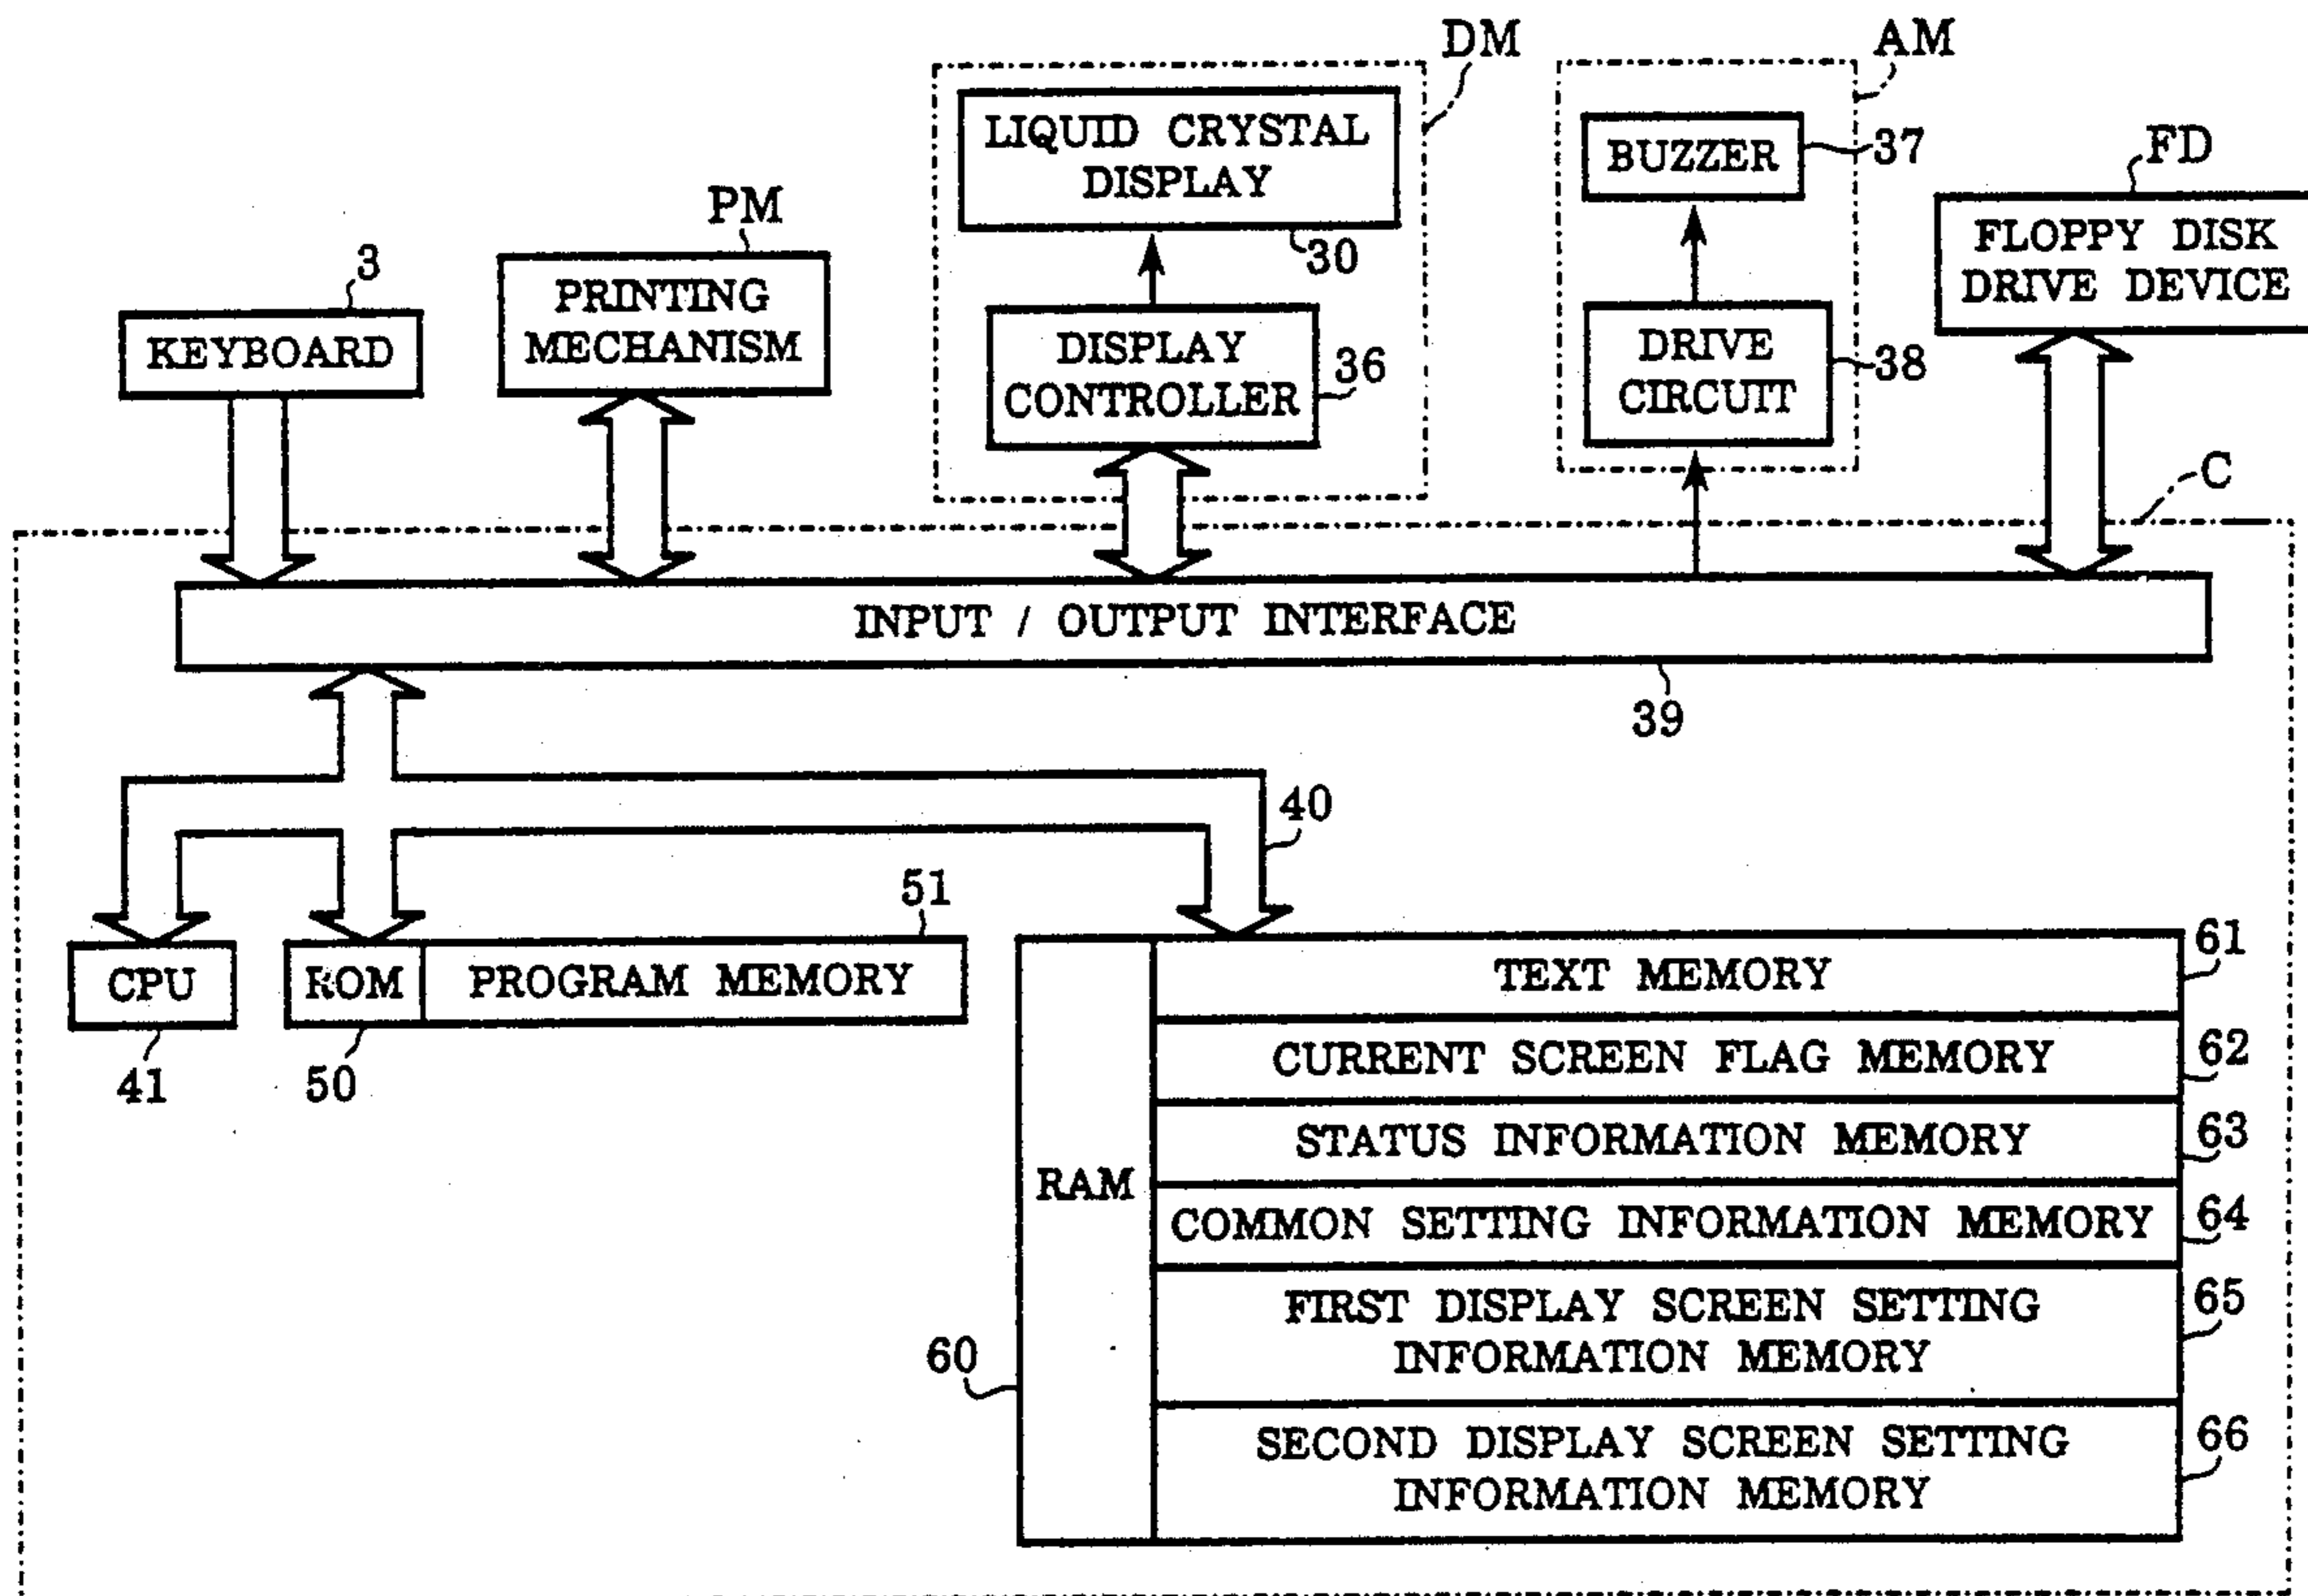 DM
AM
LIQUID CRYSTAL
DISPLAY
30
BUZZER
37
FD
FLOPPY DISK
DRIVE DEVICE
PM
PRINTING
MECHANISM
3
KEYBOARD
DISPLAY
CONTROLLER
36
DRIVE
CIRCUIT
38
C
INPUT / OUTPUT INTERFACE
39
40
CPU
41
ROM
50
PROGRAM MEMORY
51
RAM
60
TEXT MEMORY
61
CURRENT SCREEN FLAG MEMORY
62
STATUS INFORMATION MEMORY
63
COMMON SETTING INFORMATION MEMORY
64
FIRST DISPLAY SCREEN SETTING
INFORMATION MEMORY
65
SECOND DISPLAY SCREEN SETTING
INFORMATION MEMORY
66